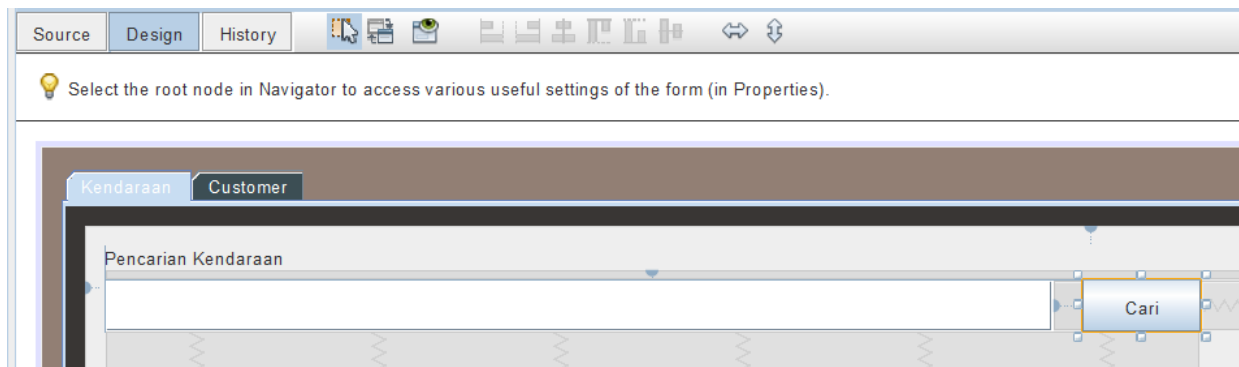 Source Design History
Select the root node in Navigator to access various useful settings of the form (in Properties).
Kendaraan Customer
Pencarian Kendaraan
Cari